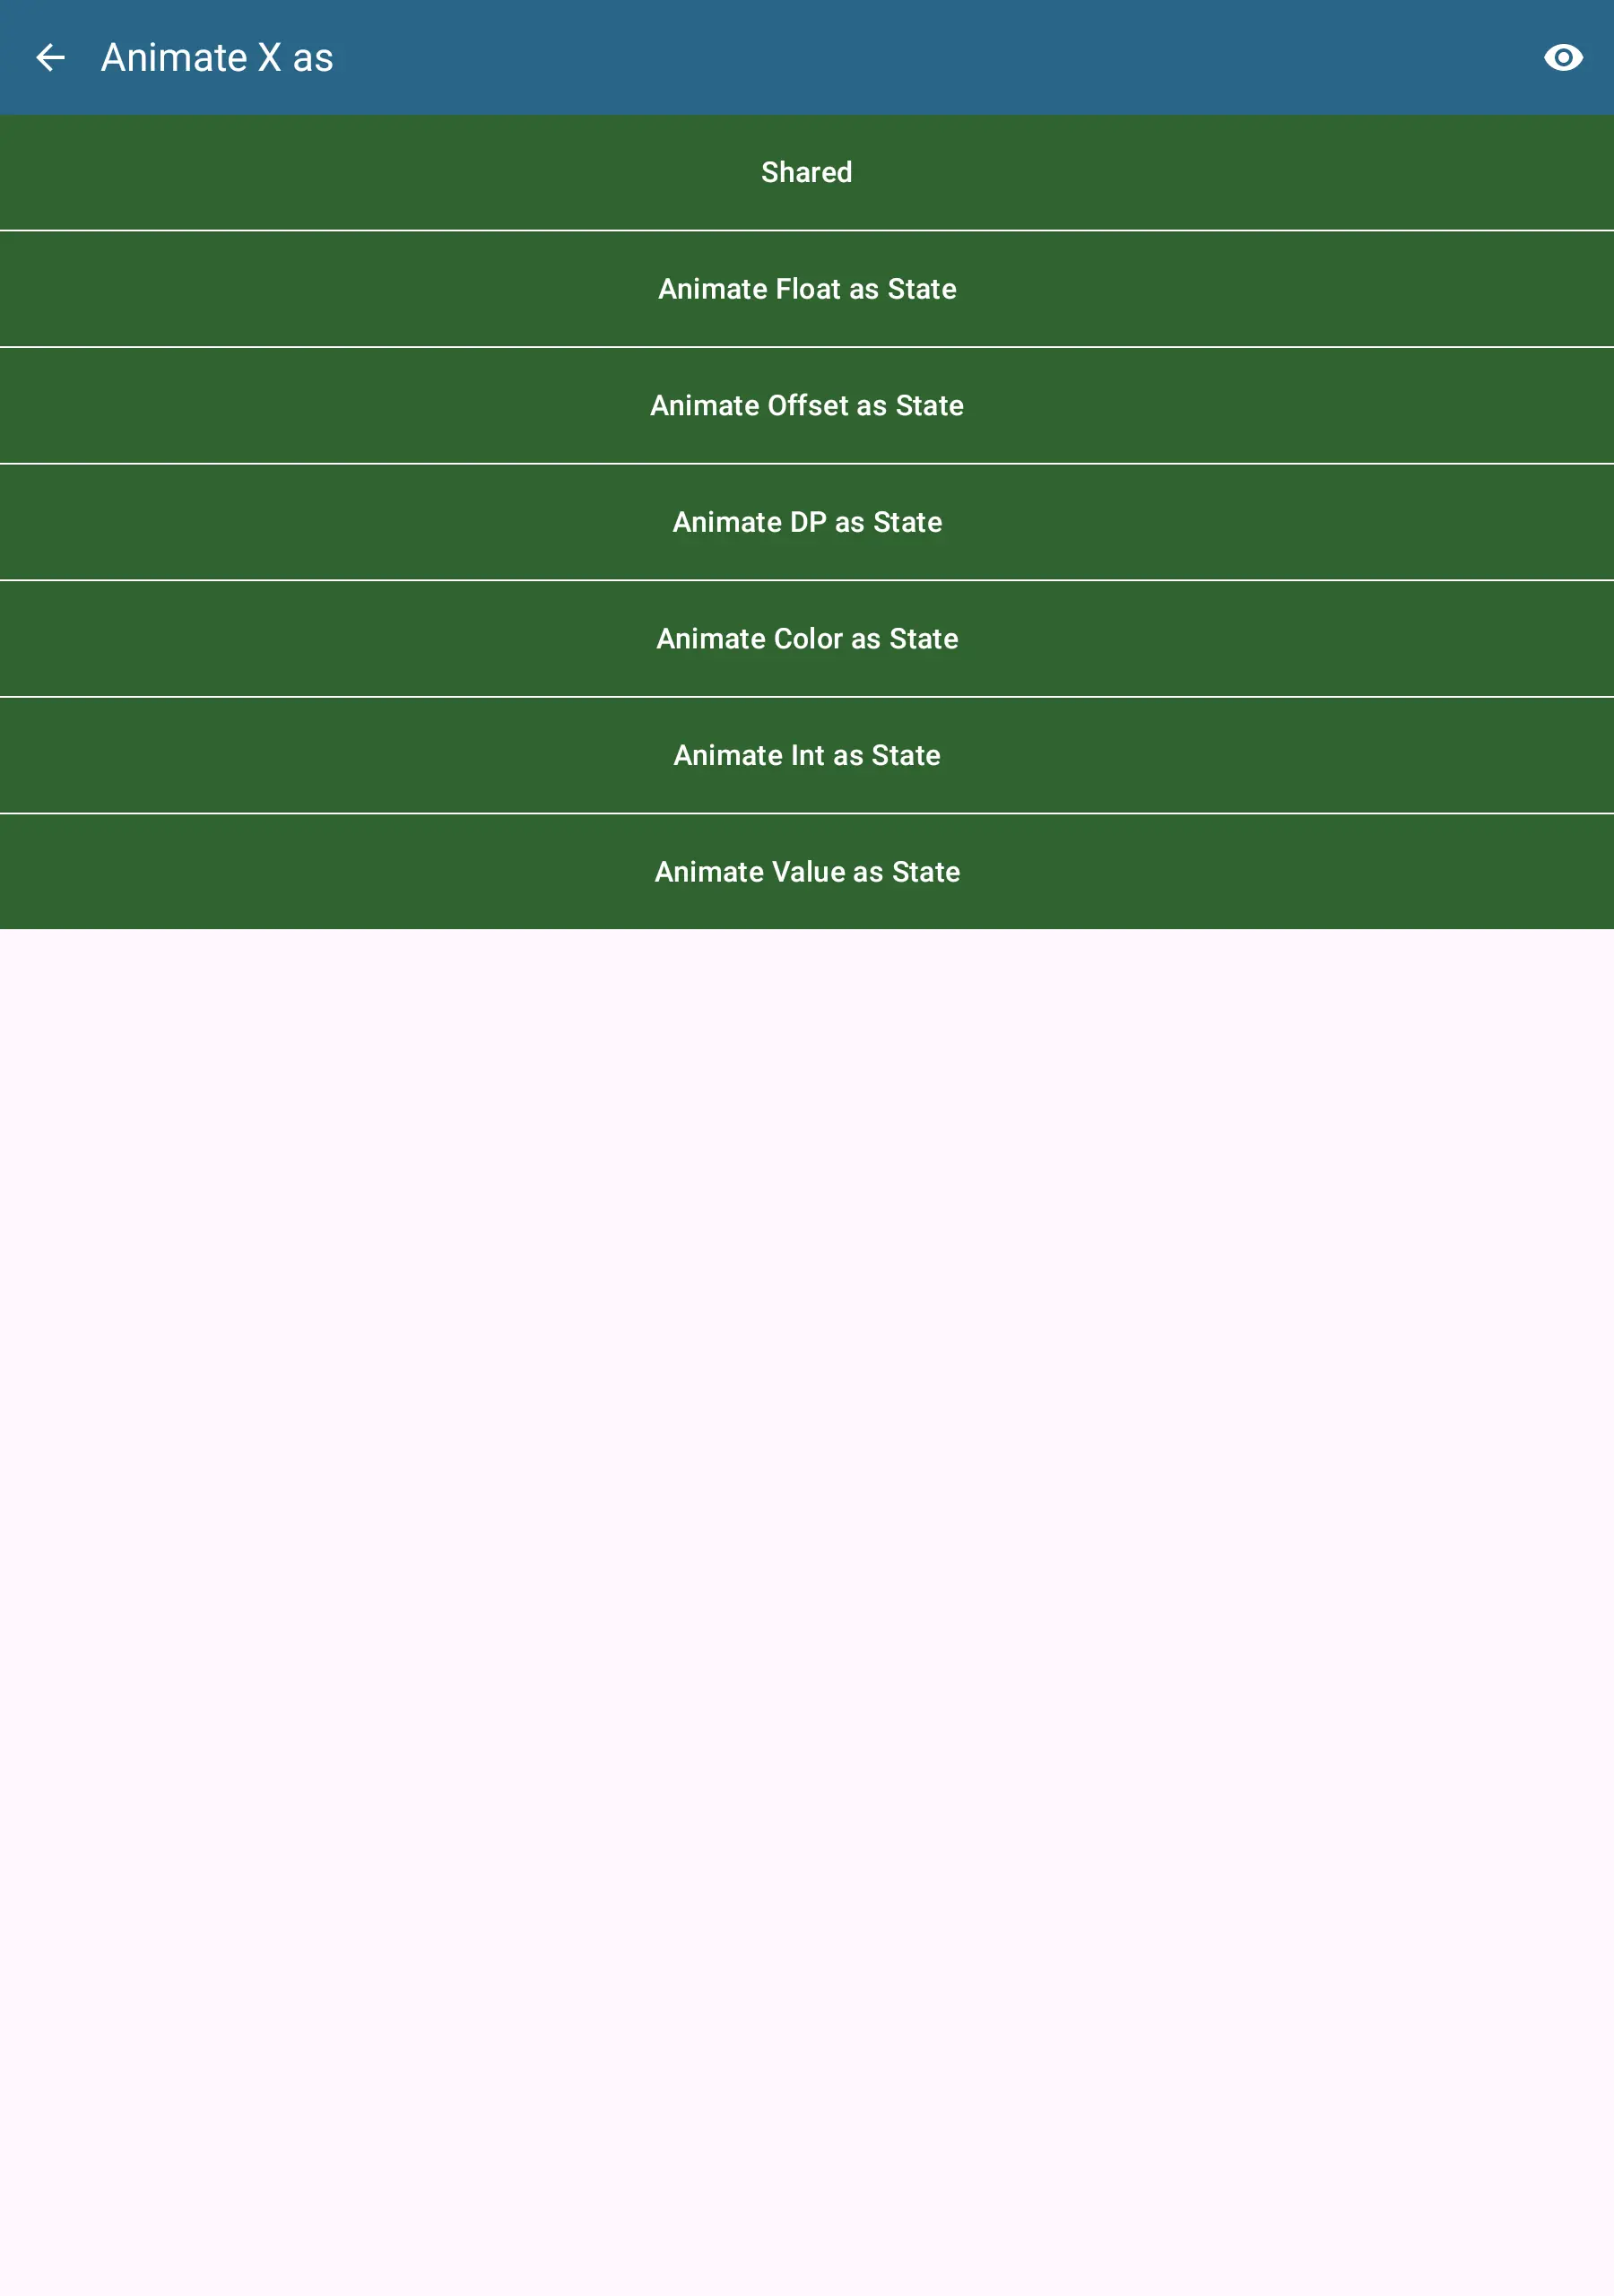 Animate X as
Shared
Animate Float as State
Animate Offset as State
Animate DP as State
Animate Color as State
Animate Int as State
Animate Value as State